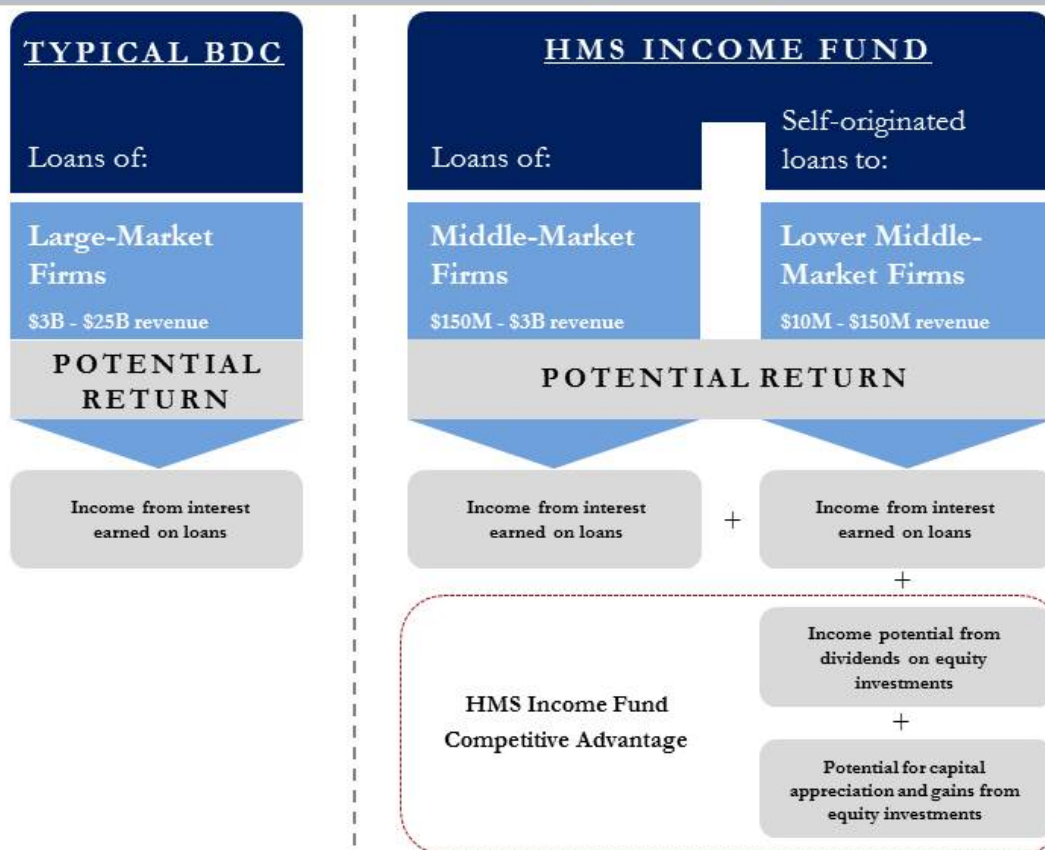 TYPICAL BDC
Loans of:
Large-Market
Firms
$3B - $25B revenue
POTENTIAL
RETURN
Income from interest
earned on loans
HMS INCOME FUND
Loans of:
Middle-Market
Firms
$150M - $3B revenue
Self-originated
loans to:
Lower Middle-
Market Firms
$10M - $150M revenue
POTENTIAL RETURN
Income from interest
earned on loans
+
Income from interest
earned on loans
+
HMS Income Fund
Competitive Advantage
Income potential from
dividends on equity
investments
+
Potential for capital
appreciation and gains from
equity investments